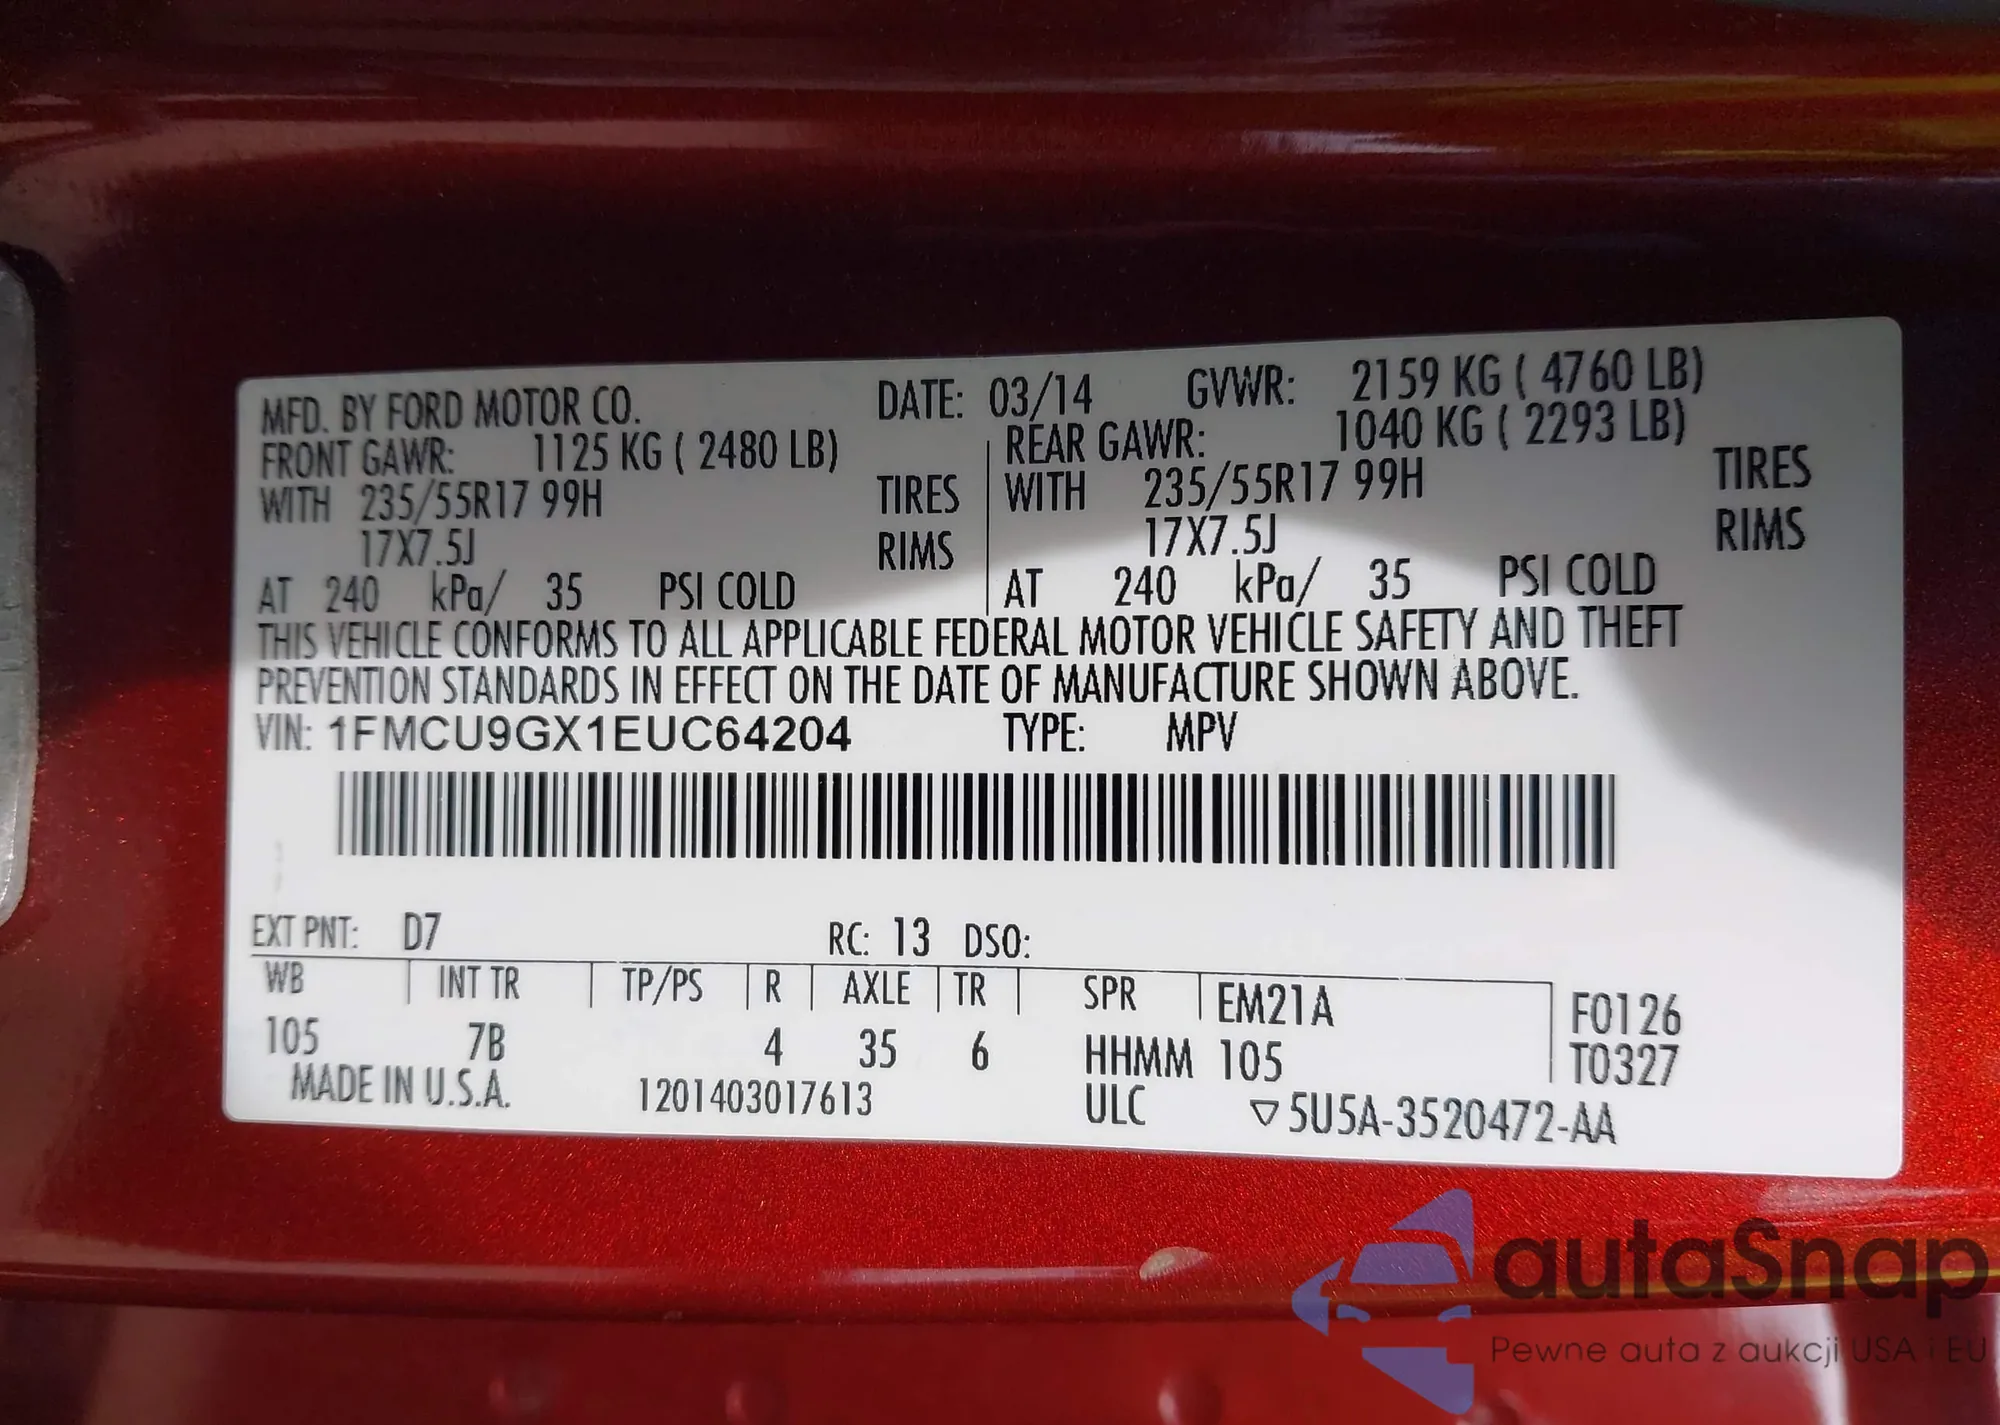 MFD. BY FORD MOTOR CO. DATE: 03/14 GVWR: 2159 KG ( 4760 LB)
FRONT GAWR: 1125 KG ( 2480 LB) REAR GAWR: 1040 KG ( 2293 LB)
WITH 235/55R17 99H TIRES WITH 235/55R17 99H TIRES
17X7.5J RIMS 17X7.5J RIMS
AT 240 kPa/ 35 PSI COLD AT 240 kPa/ 35 PSI COLD
THIS VEHICLE CONFORMS TO ALL APPLICABLE FEDERAL MOTOR VEHICLE SAFETY AND THEFT
PREVENTION STANDARDS IN EFFECT ON THE DATE OF MANUFACTURE SHOWN ABOVE.
VIN: 1FMCU9GX1EUC64204 TYPE: MPV
EXT PNT: D7 RC: 13 DSO:
WB INT TR TP/PS R AXLE TR SPR EM21A F0126
105 7B 4 35 6 HHMM 105 T0327
MADE IN U.S.A. 1201403017613 ULC ▽5U5A-3520472-AA
autaSnap
Pewne auta z aukcji USA i EU